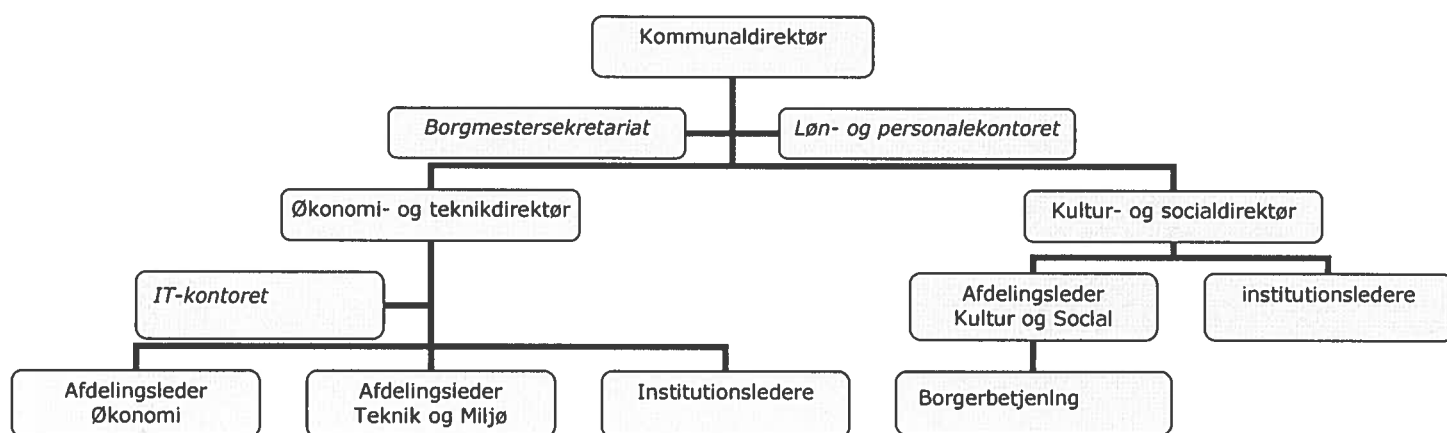 Kommunaldirektør
Borgmestersekretariat
Løn- og personalekontoret
Økonomi- og teknikdirektør
Kultur- og socialdirektør
IT-kontoret
Afdelingsleder
Kultur og Social
institutionsledere
Afdelingsleder
Økonomi
Afdelingsleder
Teknik og Miljø
Institutionsledere
Borgerbetjening